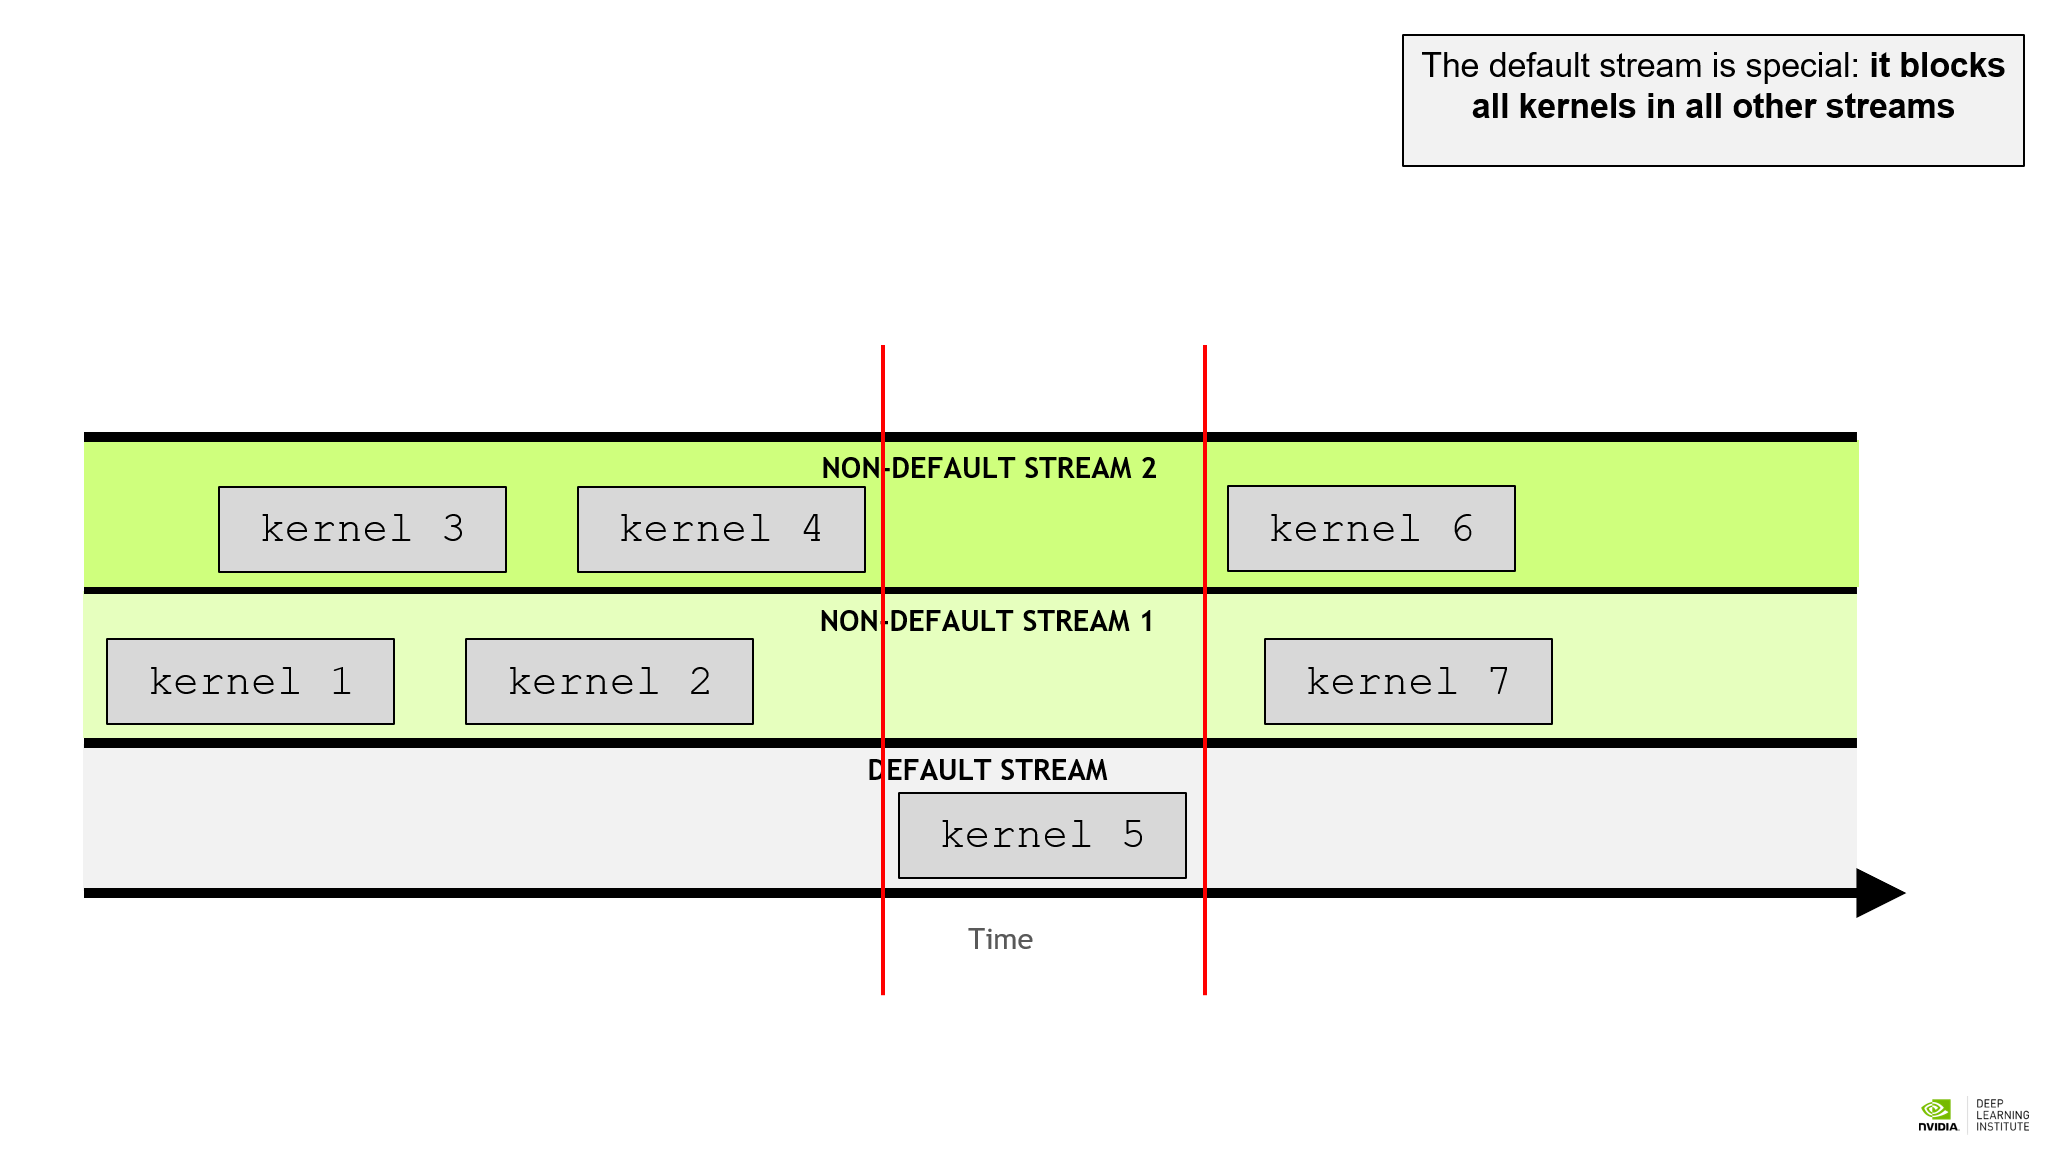 The default stream is special: it blocks
all kernels in all other streams
NON-DEFAULT STREAM 2
kernel 3
kernel 4
kernel 6
NON-DEFAULT STREAM 1
kernel 1
kernel 2
kernel 7
DEFAULT STREAM
kernel 5
Time
NVIDIA
DEEP
LEARNING
INSTITUTE